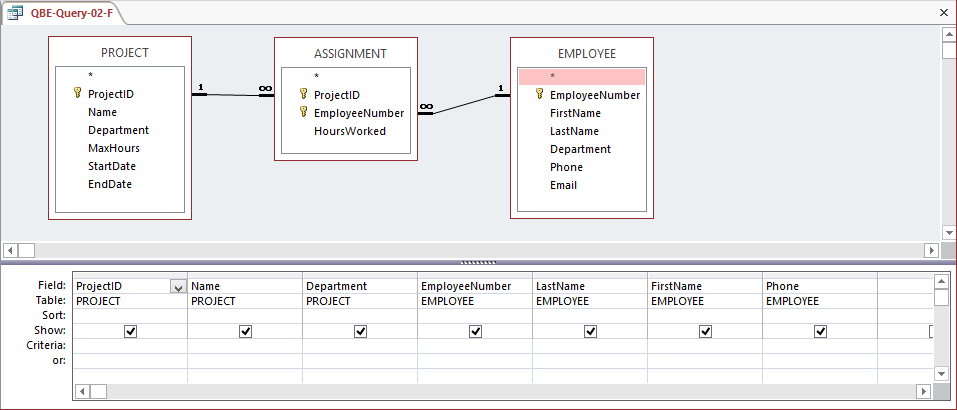 QBE-Query-02-F
PROJECT
*
ProjectID
Name
Department
MaxHours
StartDate
EndDate
1
∞
ASSIGNMENT
*
ProjectID
EmployeeNumber
HoursWorked
∞
1
EMPLOYEE
*
EmployeeNumber
FirstName
LastName
Department
Phone
Email
Field: ProjectID Name Department EmployeeNumber LastName FirstName Phone
Table: PROJECT PROJECT PROJECT EMPLOYEE EMPLOYEE EMPLOYEE EMPLOYEE
Sort:
Show:
Criteria:
or: